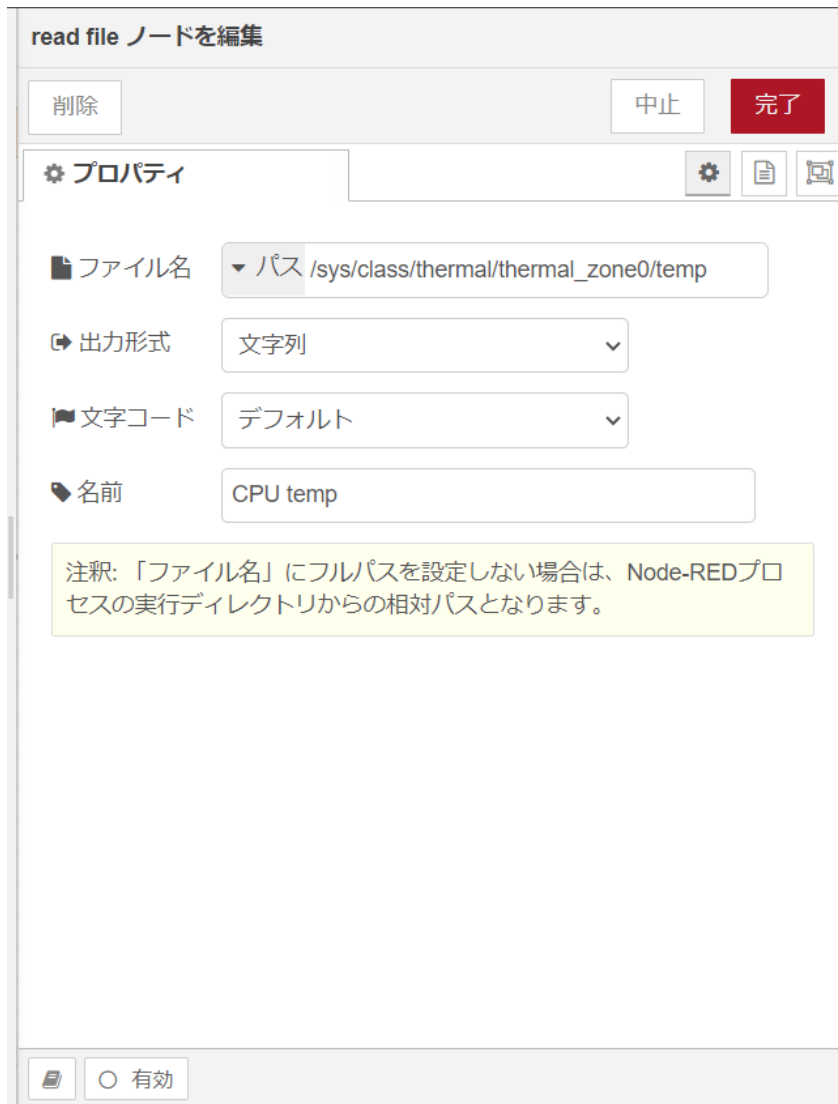 read file ノードを編集
削除
中止
完了
プロパティ
ファイル名
パス
/sys/class/thermal/thermal_zone0/temp
出力形式
文字列
文字コード
デフォルト
名前
CPU temp
注釈: 「ファイル名」にフルパスを設定しない場合は、Node-REDプロ
セスの実行ディレクトリからの相対パスとなります。
有効